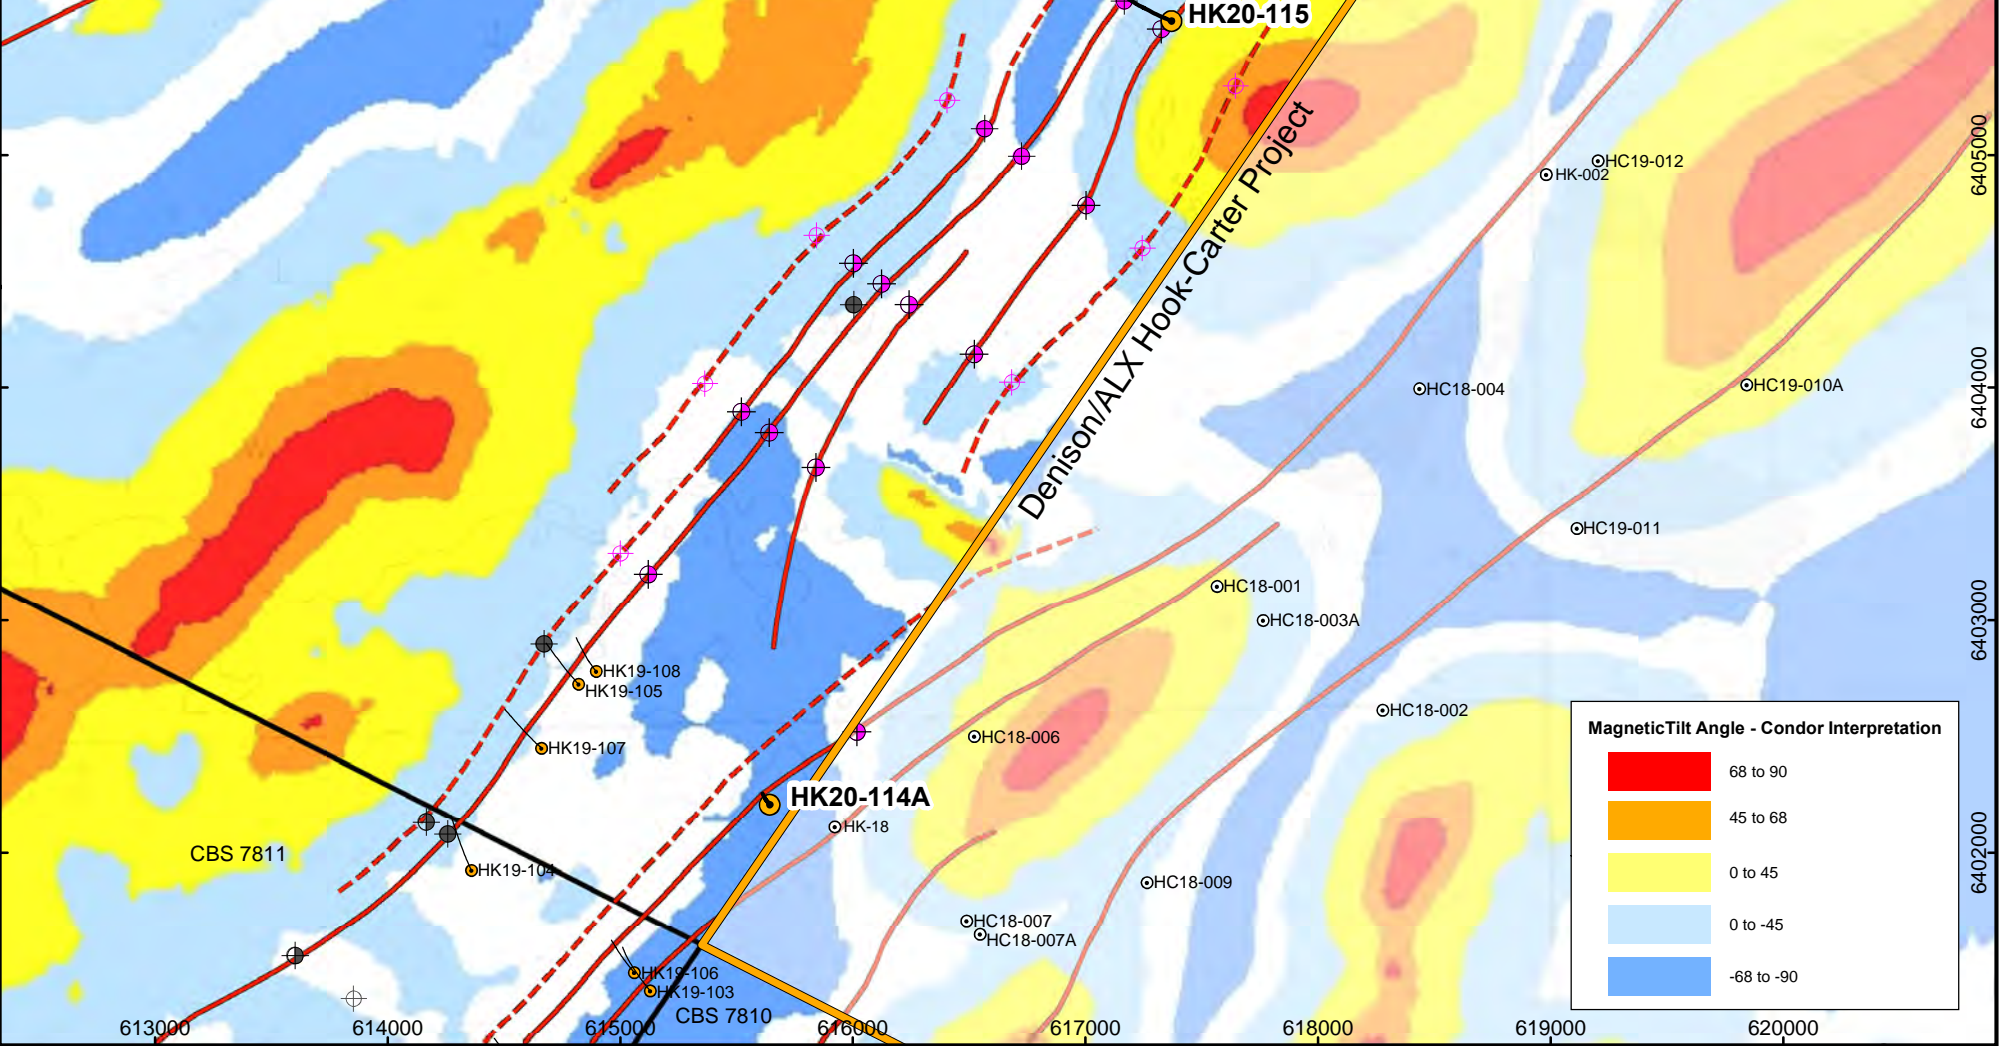 HK20-115
Denison/ALX Hook-Carter Project
HC19-012
HK-002
6405000
HC18-004
HC19-010A
6404000
HC19-011
HC18-001
HC18-003A
6403000
HK19-108
HK19-105
HC18-002
HC18-006
HK19-107
HK20-114A
HK-18
CBS 7811
HK19-104
HC18-009
6402000
HC18-007
HC18-007A
HK19-106
HK19-103
CBS 7810
613000
614000
615000
616000
617000
618000
619000
620000
MagneticTilt Angle - Condor Interpretation
68 to 90
45 to 68
0 to 45
0 to -45
-68 to -90